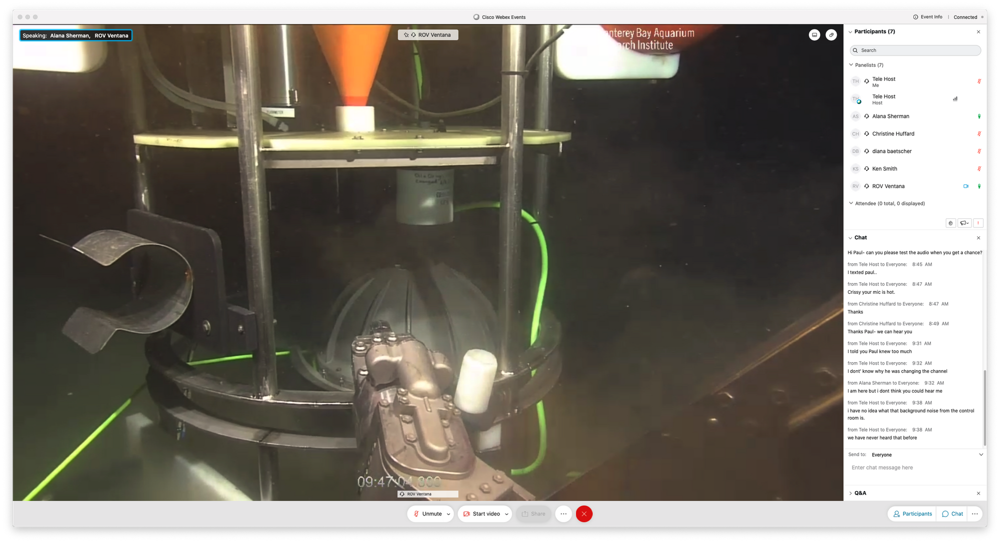 Cisco Webex Events
Event Info
Connected
Speaking: Alana Sherman, ROV Ventana
ROV Ventana
nterey Bay Aquarium
rch Institute
changed
09:47:04
ROV Ventana
Participants (7)
Search
Panelists (7)
TH
Tele Host
Me
TH
Tele Host
Host
AS
Alana Sherman
CH
Christine Huffard
DB
diana baetscher
KS
Ken Smith
RV
ROV Ventana
Attendee (0 total, 0 displayed)
Chat
Hi Paul- can you please test the audio when you get a chance?
from Tele Host to Everyone: 8:45 AM
I texted paul..
from Tele Host to Everyone: 8:47 AM
Crissy your mic is hot.
from Christine Huffard to Everyone: 8:47 AM
Thanks
from Christine Huffard to Everyone: 8:49 AM
Thanks Paul- we can hear you
from Tele Host to Everyone: 9:31 AM
I told you Paul knew too much
from Tele Host to Everyone: 9:32 AM
I dont' know why he was changing the channel
from Alana Sherman to Everyone: 9:32 AM
I am here but i dont think you could hear me
from Tele Host to Everyone: 9:38 AM
i have no idea what that background noise from the control
room is.
from Tele Host to Everyone: 9:38 AM
we have never heard that before
Send to: Everyone
Enter chat message here
Q&A
Unmute
Start video
Share
Participants
Chat